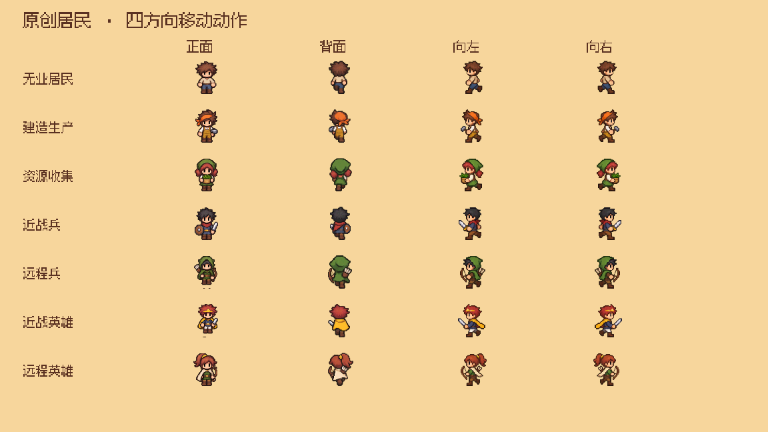 原创居民 · 四方向移动动作
正面 背面 向左 向右
无业居民
建造生产
资源收集
近战兵
远程兵
近战英雄
远程英雄